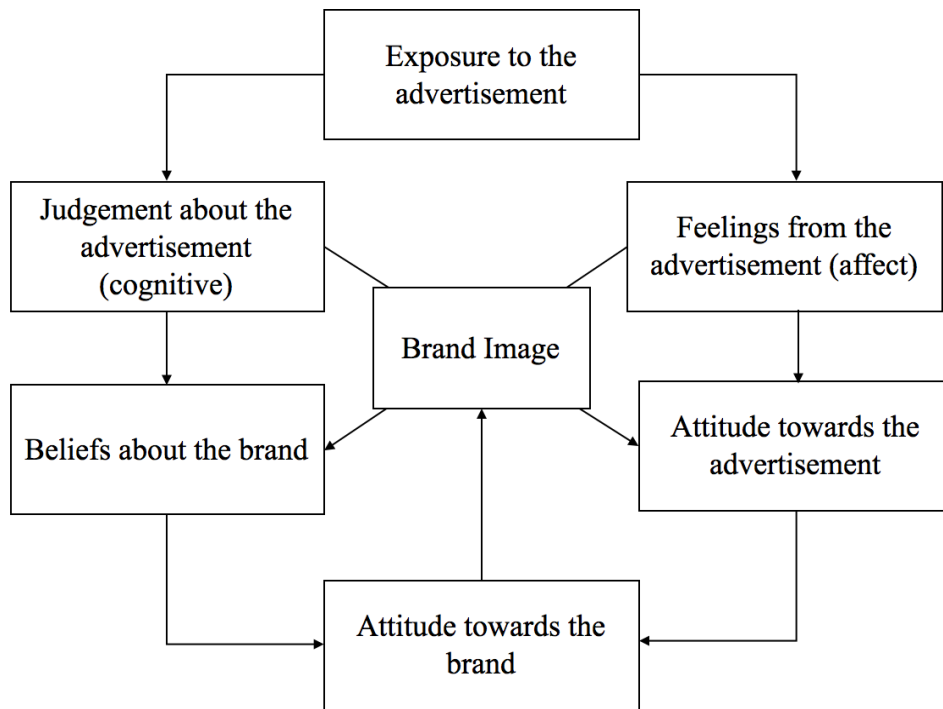 Exposure to the
advertisement
Judgement about the
advertisement
(cognitive)
Feelings from the
advertisement (affect)
Brand Image
Beliefs about the brand
Attitude towards the
advertisement
Attitude towards the
brand